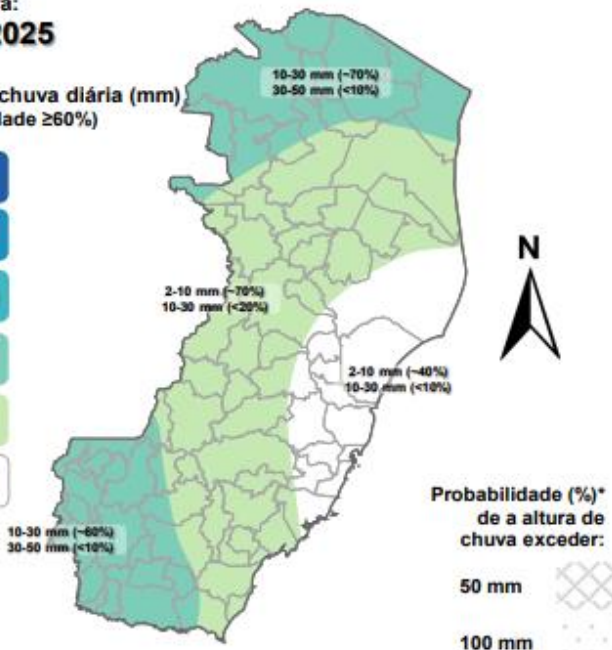 a:
2025
chuva diária (mm)
dade ≥60%)
10-30 mm (~70%)
30-50 mm (<10%)
2-10 mm (~70%)
10-30 mm (<20%)
N
2-10 mm (~40%)
10-30 mm (<10%)
10-30 mm (~60%)
30-50 mm (<10%)
Probabilidade (%)*
de a altura de
chuva exceder:
50 mm
100 mm